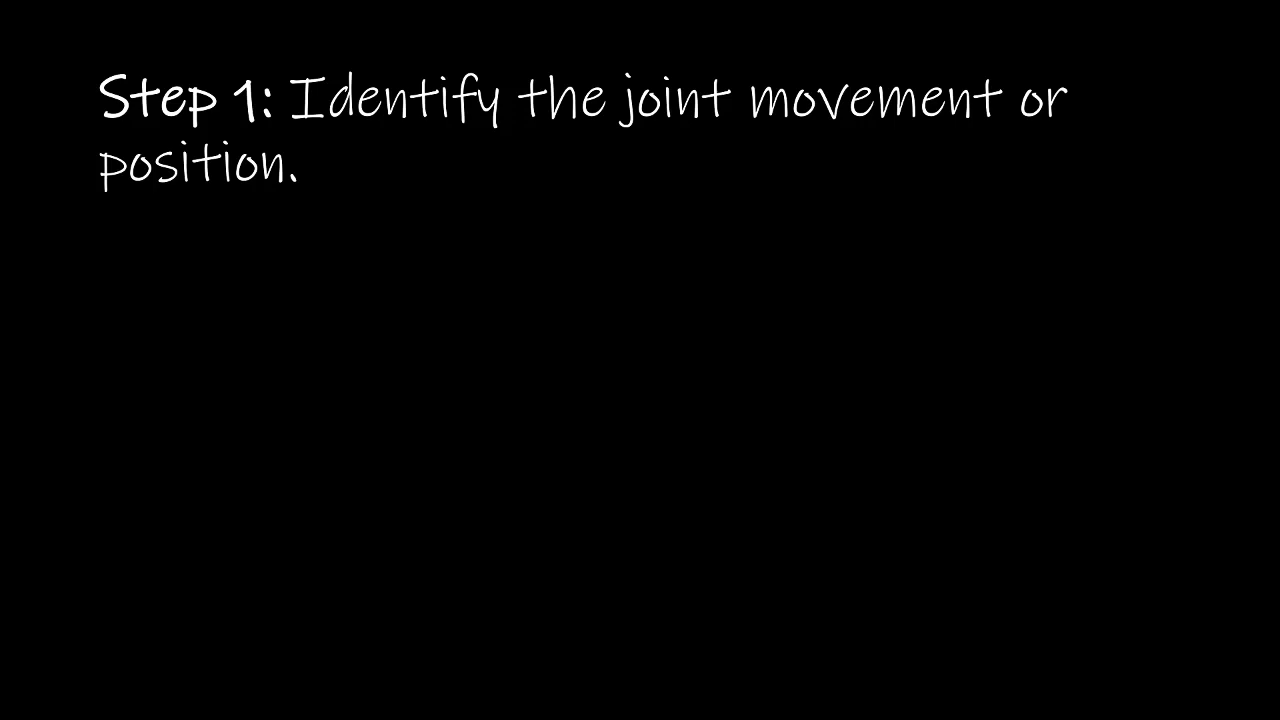 Step 1: Identify the joint movement or
position.